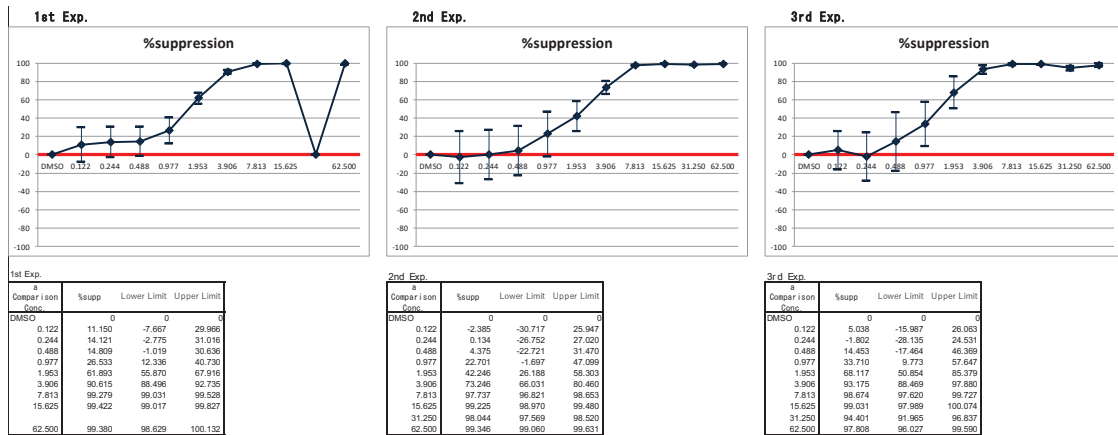 1st Exp.
%suppression
100
80
60
40
20
0
-20
-40
-60
-80
-100
DMSO 0.122 0.244 0.488 0.977 1.953 3.906 7.813 15.625 62.500
2nd Exp.
%suppression
100
80
60
40
20
0
-20
-40
-60
-80
-100
DMSO 0.122 0.244 0.488 0.977 1.953 3.906 7.813 15.625 31.250 62.500
3rd Exp.
%suppression
100
80
60
40
20
0
-20
-40
-60
-80
-100
DMSO 0.122 0.244 0.488 0.977 1.953 3.906 7.813 15.625 31.250 62.500
1st Exp.
a
Comparison
Conc.
%supp Lower Limit Upper Limit
DMSO 0 0 0
0.122 11.150 -7.667 29.966
0.244 14.121 -2.775 31.016
0.488 14.809 -1.019 30.636
0.977 26.533 12.336 40.730
1.953 61.893 55.870 67.916
3.906 90.615 88.496 92.735
7.813 99.279 99.031 99.528
15.625 99.422 99.017 99.827
62.500 99.380 98.629 100.132
2nd Exp.
a
Comparison
Conc.
%supp Lower Limit Upper Limit
DMSO 0 0 0
0.122 -2.385 -30.717 25.947
0.244 0.134 -26.752 27.020
0.488 4.375 -22.721 31.470
0.977 22.701 -1.697 47.099
1.953 42.246 26.188 58.303
3.906 73.246 66.031 80.460
7.813 97.737 96.821 98.653
15.625 99.225 98.970 99.480
31.250 98.044 97.569 98.520
62.500 99.346 99.060 99.631
3rd Exp.
a
Comparison
Conc.
%supp Lower Limit Upper Limit
DMSO 0 0 0
0.122 5.038 -15.987 26.063
0.244 -1.802 -28.135 24.531
0.488 14.453 -17.464 46.369
0.977 33.710 9.773 57.647
1.953 68.117 50.854 85.379
3.906 93.175 88.469 97.880
7.813 98.674 97.620 99.727
15.625 99.031 97.989 100.074
31.250 94.401 91.965 96.837
62.500 97.808 96.027 99.590